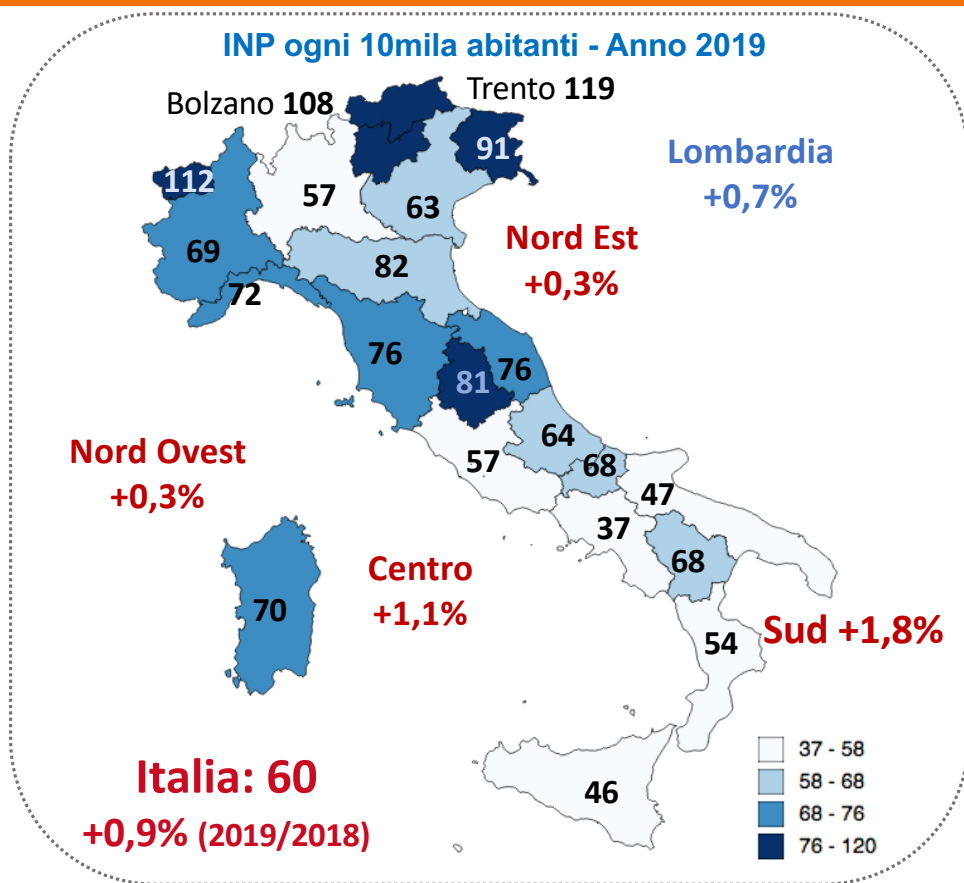 INP ogni 10mila abitanti - Anno 2019
Bolzano 108
Trento 119
112
57
91
Lombardia
+0,7%
63
69
Nord Est
+0,3%
82
72
76
81
76
64
57
68
47
Nord Ovest
+0,3%
37
68
Centro
+1,1%
70
54
Sud +1,8%
46
Italia: 60
+0,9% (2019/2018)
37 - 58
58 - 68
68 - 76
76 - 120